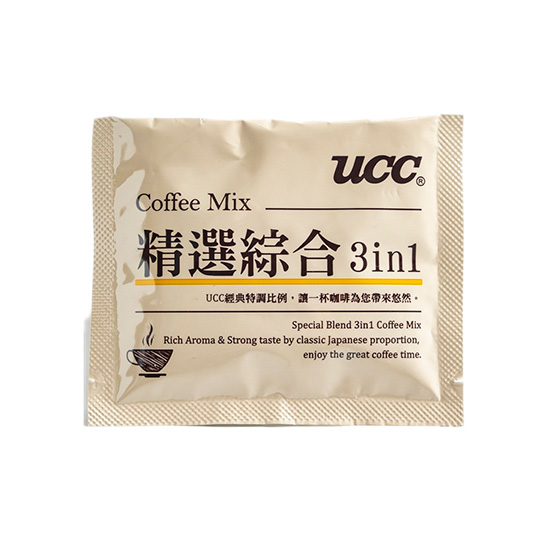 UCC®
Coffee Mix
精選綜合 3in1
UCC經典特調比例，讓一杯咖啡為您帶來悠然。
Special Blend 3in1 Coffee Mix
Rich Aroma & Strong taste by classic Japanese proportion,
enjoy the great coffee time.